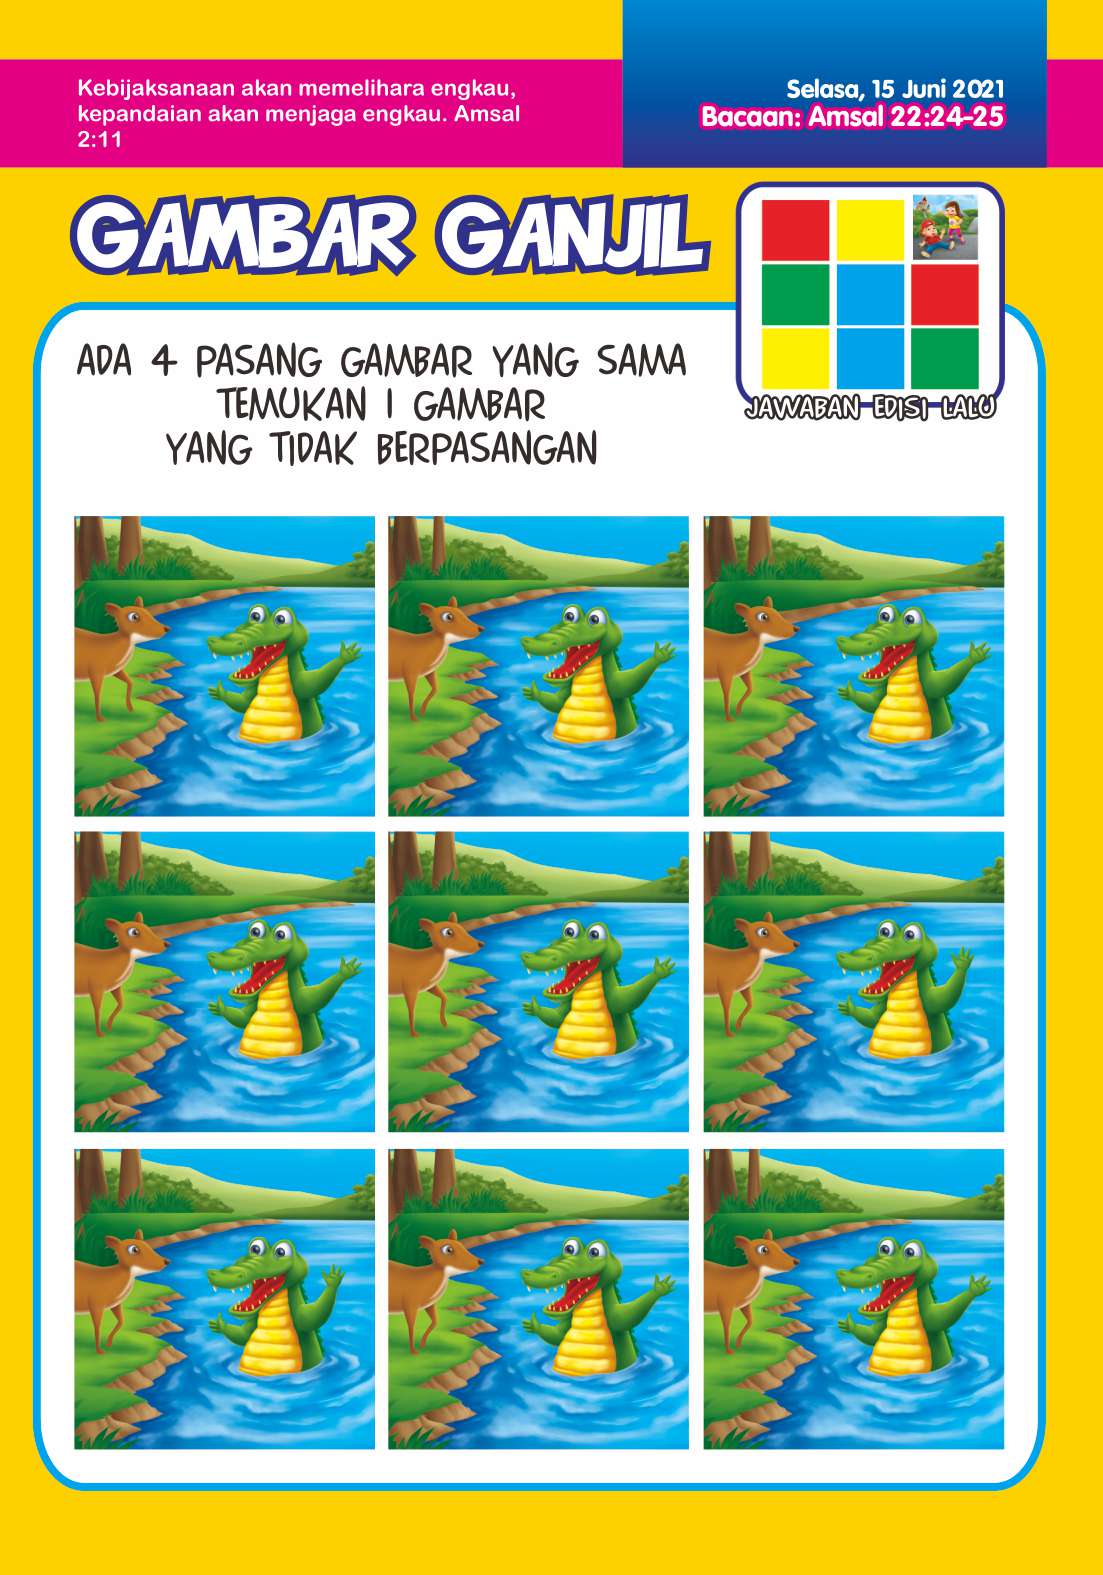 Kebijaksanaan akan memelihara engkau,
kepandaian akan menjaga engkau. Amsal
2:11
Selasa, 15 Juni 2021
Bacaan: Amsal 22:24-25
GAMBAR GANJIL
ADA 4 PASANG GAMBAR YANG SAMA
TEMUKAN 1 GAMBAR
YANG TIDAK BERPASANGAN
JAWABAN EDISI LALU